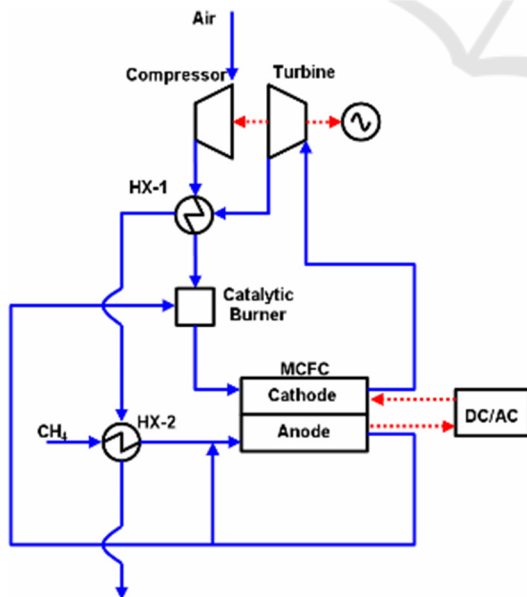 Air
Compressor
Turbine
HX-1
Catalytic
Burner
MCFC
Cathode
Anode
DC/AC
CH₄
HX-2